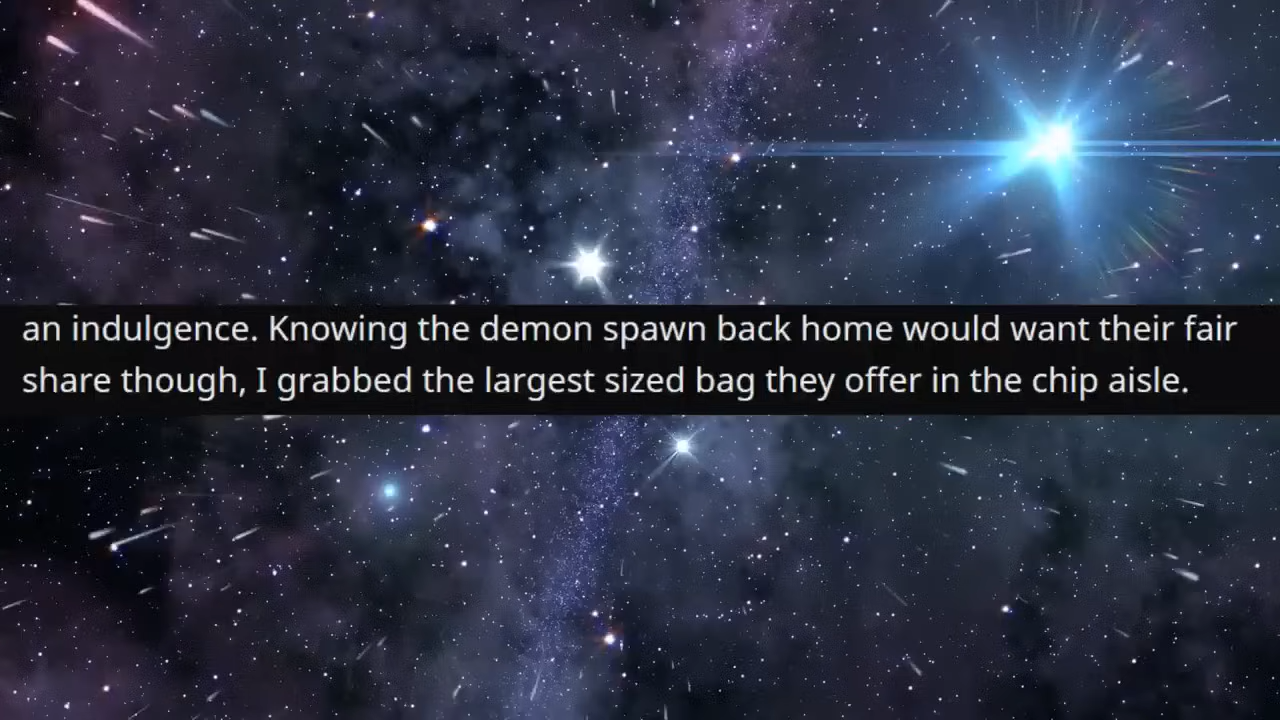 an indulgence. Knowing the demon spawn back home would want their fair
share though, I grabbed the largest sized bag they offer in the chip aisle.